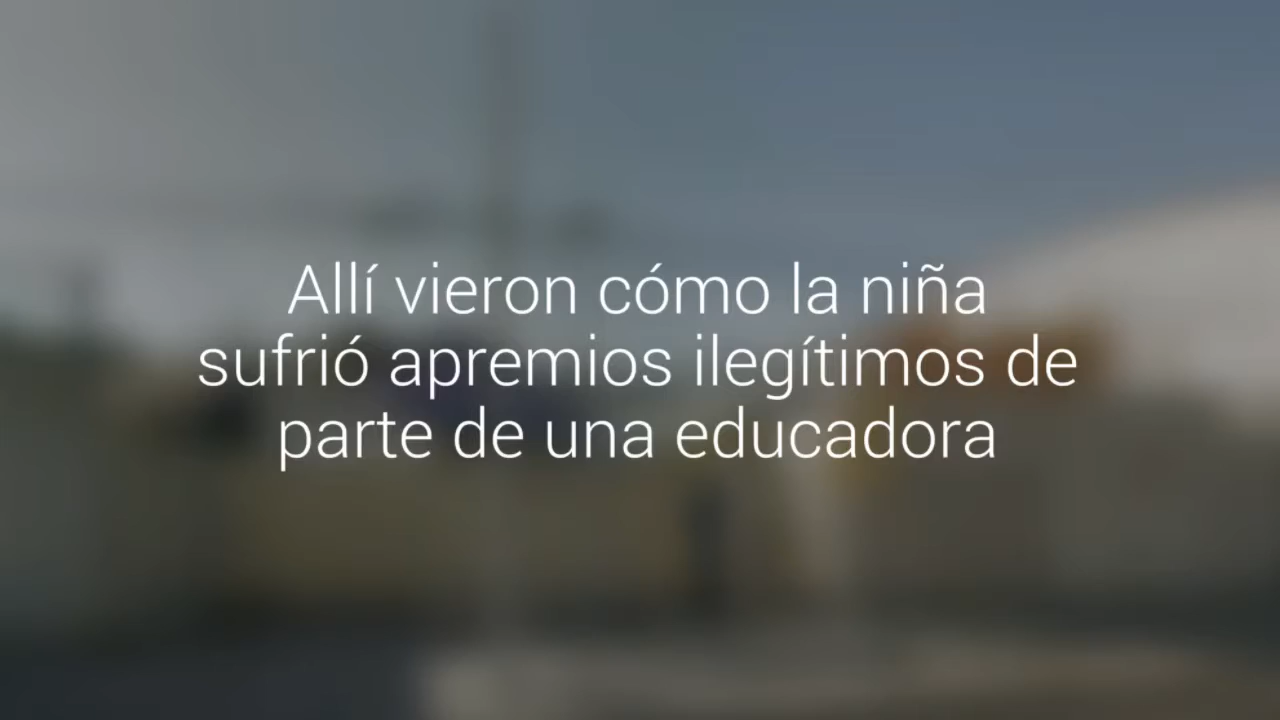 Allí vieron cómo la niña
sufrió apremios ilegítimos de
parte de una educadora